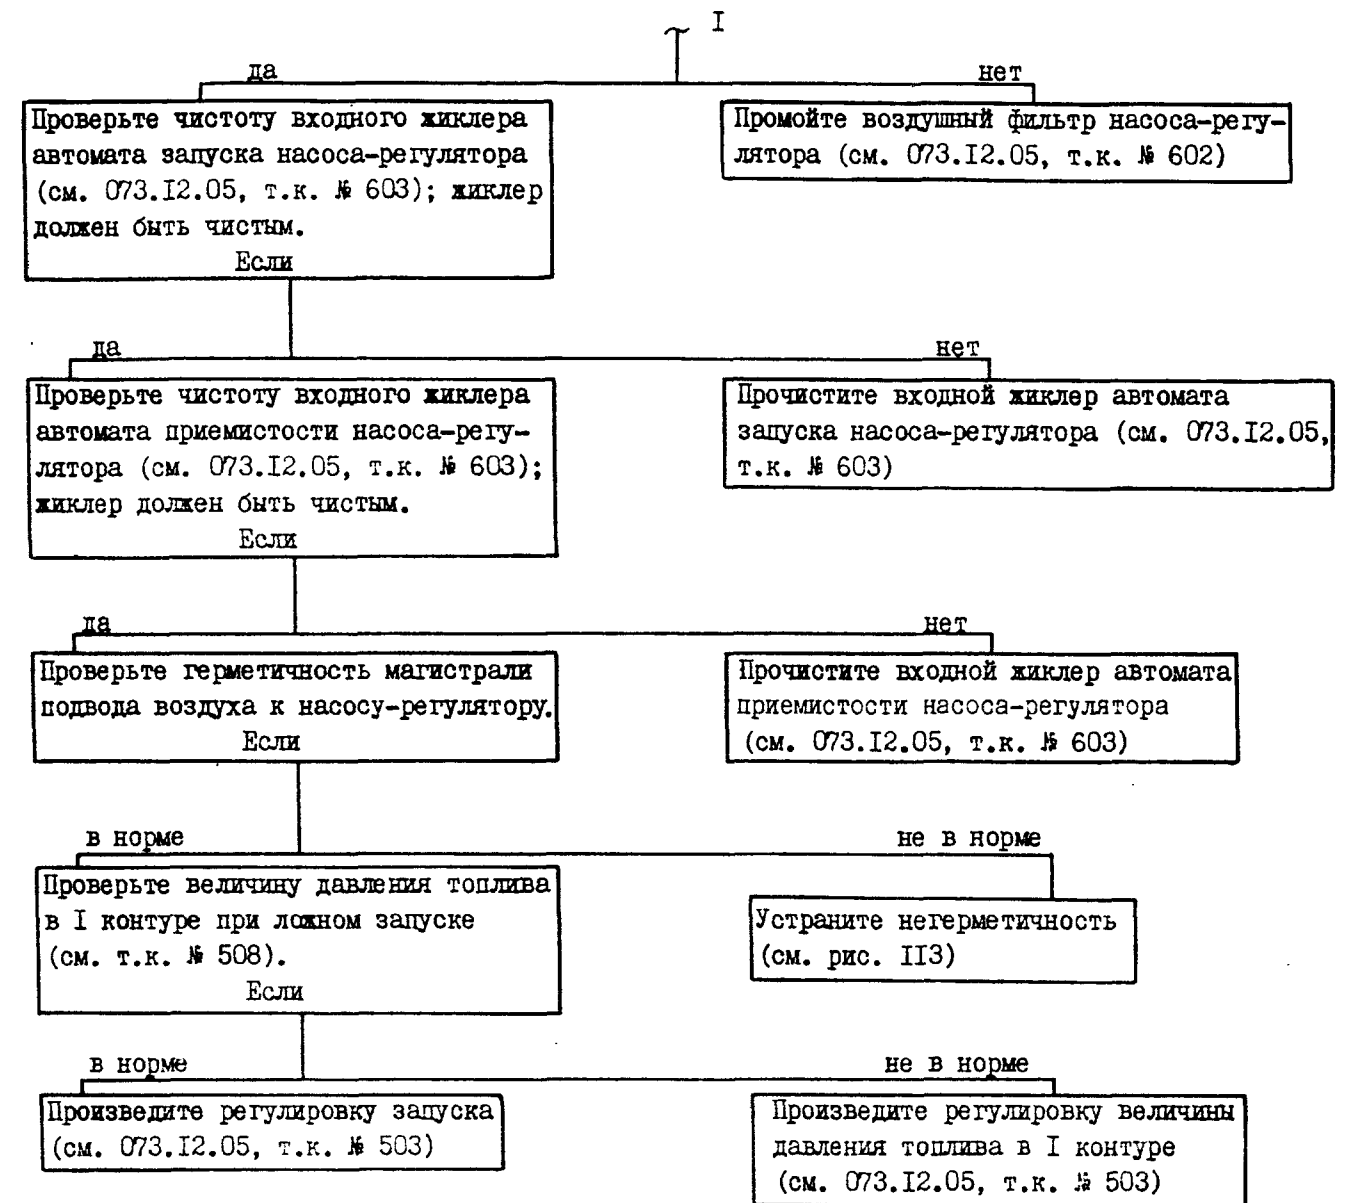 I
да
нет
Проверьте чистоту входного жиклера
автомата запуска насоса-регулятора
(см. 073.I2.05, т.к. № 603); жиклер
должен быть чистым.
Если
Промойте воздушный фильтр насоса-регу-
лятора (см. 073.I2.05, т.к. № 602)
да
нет
Проверьте чистоту входного жиклера
автомата приемистости насоса-регу-
лятора (см. 073.I2.05, т.к. № 603);
жиклер должен быть чистым.
Если
Прочистите входной жиклер автомата
запуска насоса-регулятора (см. 073.I2.05,
т.к. № 603)
да
нет
Проверьте герметичность магистрали
подвода воздуха к насосу-регулятору.
Если
Прочистите входной жиклер автомата
приемистости насоса-регулятора
(см. 073.I2.05, т.к. № 603)
в норме
не в норме
Проверьте величину давления топлива
в I контуре при ложном запуске
(см. т.к. № 508).
Если
Устраните негерметичность
(см. рис. II3)
в норме
не в норме
Произведите регулировку запуска
(см. 073.I2.05, т.к. № 503)
Произведите регулировку величины
давления топлива в I контуре
(см. 073.I2.05, т.к. № 503)